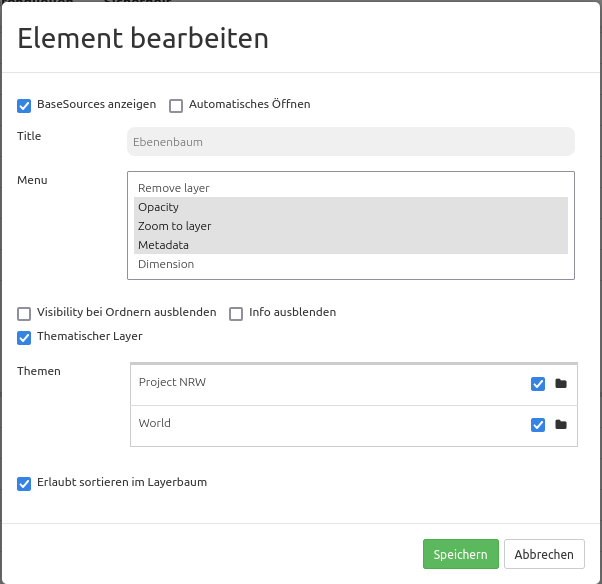 Element bearbeiten
BaseSources anzeigen Automatisches Öffnen
Title Ebenenbaum
Menu Remove layer
Opacity
Zoom to layer
Metadata
Dimension
Visibility bei Ordnern ausblenden Info ausblenden
Thematischer Layer
Themen Project NRW
World
Erlaubt sortieren im Layerbaum
Speichern Abbrechen